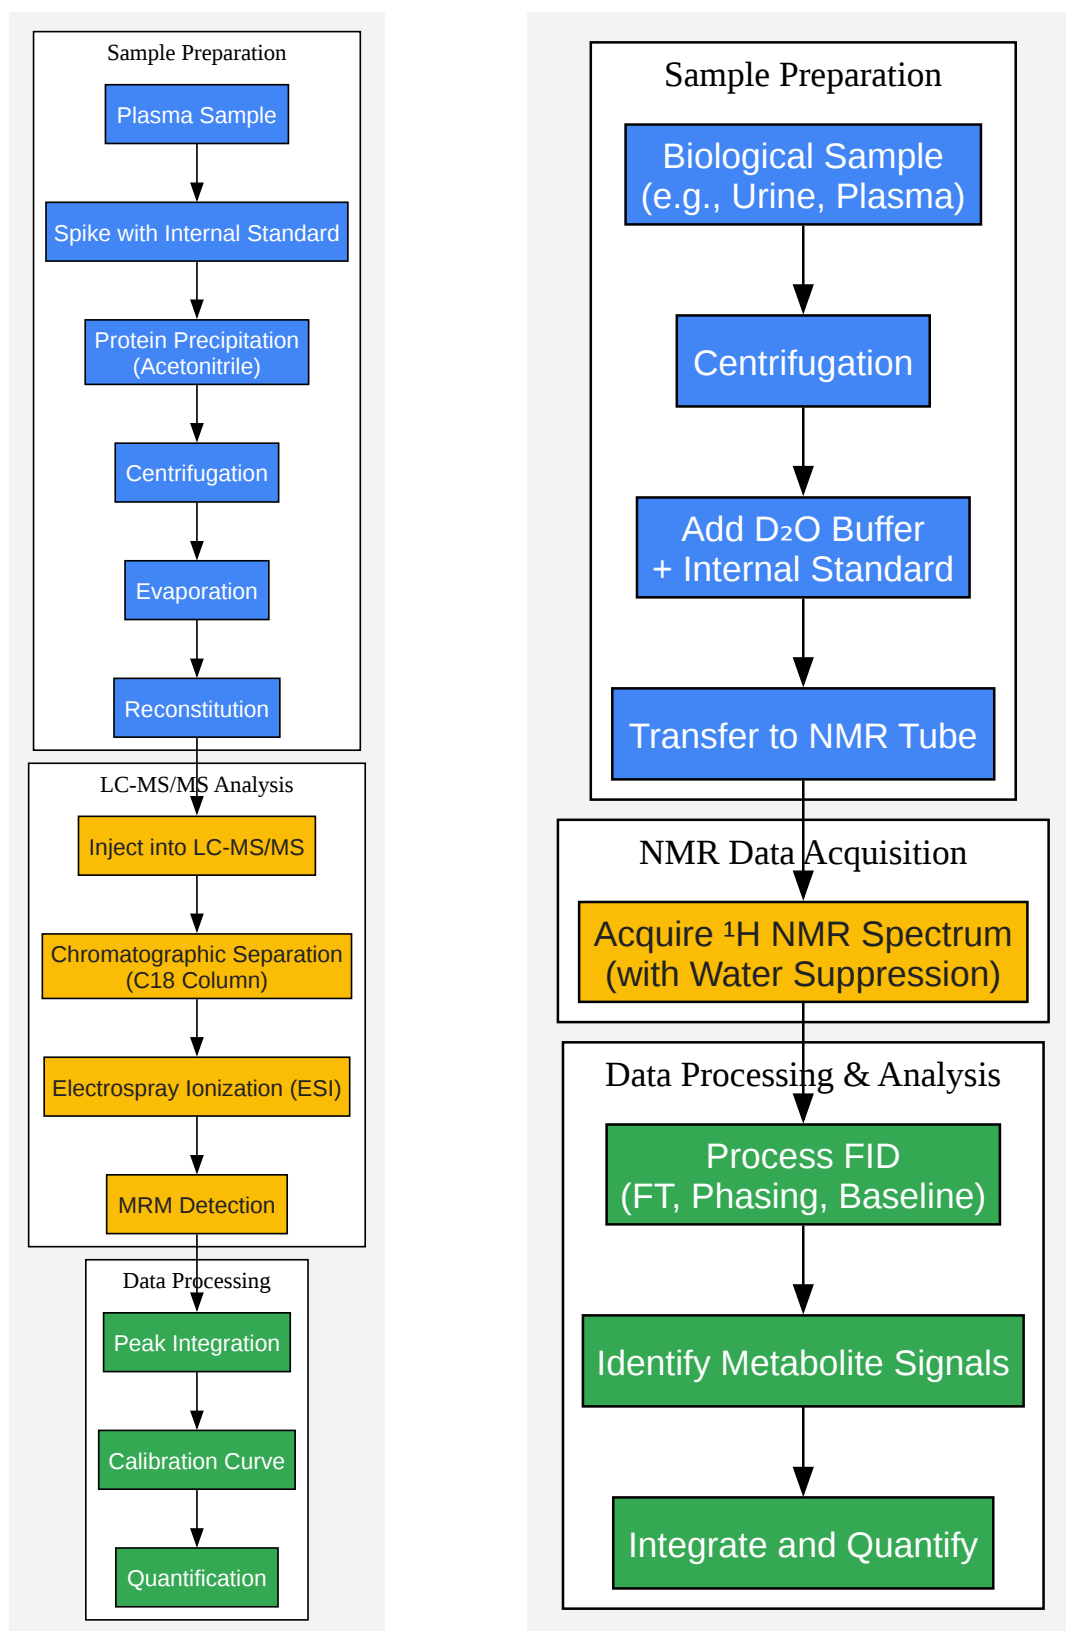 Sample Preparation
Plasma Sample
Spike with Internal Standard
Protein Precipitation
(Acetonitrile)
Centrifugation
Evaporation
Reconstitution
LC-MS/MS Analysis
Inject into LC-MS/MS
Chromatographic Separation
(C18 Column)
Electrospray Ionization (ESI)
MRM Detection
Data Processing
Peak Integration
Calibration Curve
Quantification
Sample Preparation
Biological Sample
(e.g., Urine, Plasma)
Centrifugation
Add D₂O Buffer
+ Internal Standard
Transfer to NMR Tube
NMR Data Acquisition
Acquire ¹H NMR Spectrum
(with Water Suppression)
Data Processing & Analysis
Process FID
(FT, Phasing, Baseline)
Identify Metabolite Signals
Integrate and Quantify